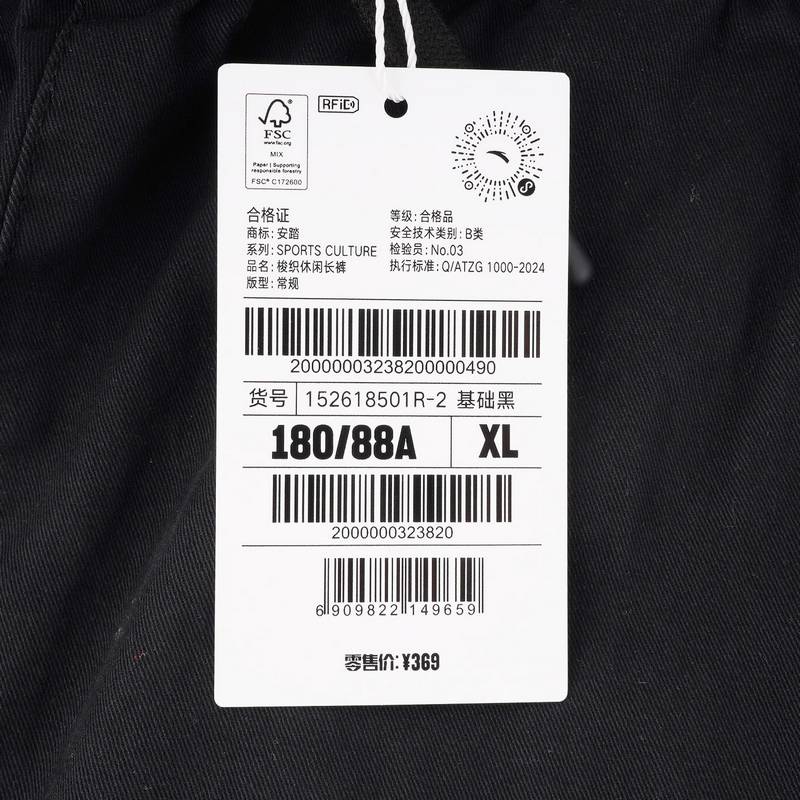 RFiD
FSC
www.fsc.org
MIX
Paper | Supporting
responsible forestry
FSC® C172600
合格证
商标: 安踏
系列: SPORTS CULTURE
品名: 梭织休闲长裤
版型: 常规
等级: 合格品
安全技术类别: B类
检验员: No.03
执行标准: Q/ATZG 1000-2024
20000003238200000490
货号 152618501R-2 基础黑
180/88A XL
2000000323820
6 909822 149659
零售价: ¥369